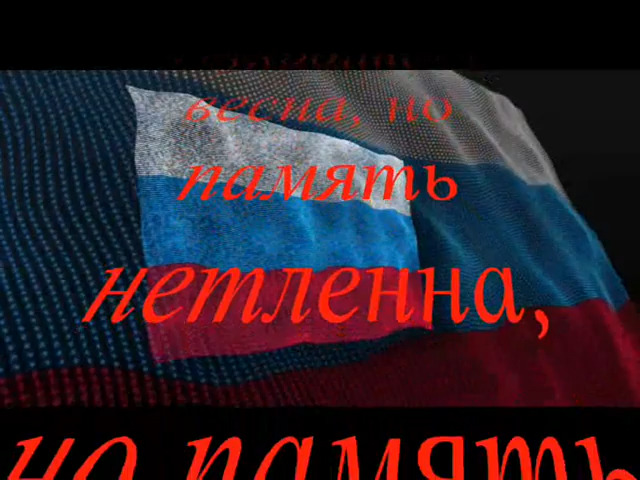 весна, но
память
нетленна,
но память